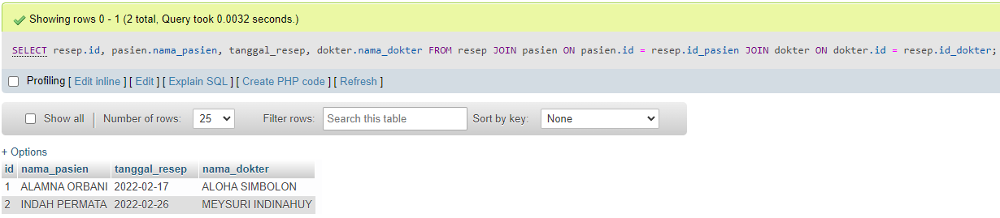 Showing rows 0 - 1 (2 total, Query took 0.0032 seconds.)
SELECT resep.id, pasien.nama_pasien, tanggal_resep, dokter.nama_dokter FROM resep JOIN pasien ON pasien.id = resep.id_pasien JOIN dokter ON dokter.id = resep.id_dokter;
Profiling [ Edit inline ] [ Edit ] [ Explain SQL ] [ Create PHP code ] [ Refresh ]
Show all Number of rows: 25 Filter rows: Search this table Sort by key: None
+ Options
id nama_pasien tanggal_resep nama_dokter
1 ALAMNA ORBANI 2022-02-17 ALOHA SIMBOLON
2 INDAH PERMATA 2022-02-26 MEYSURI INDINAHUY